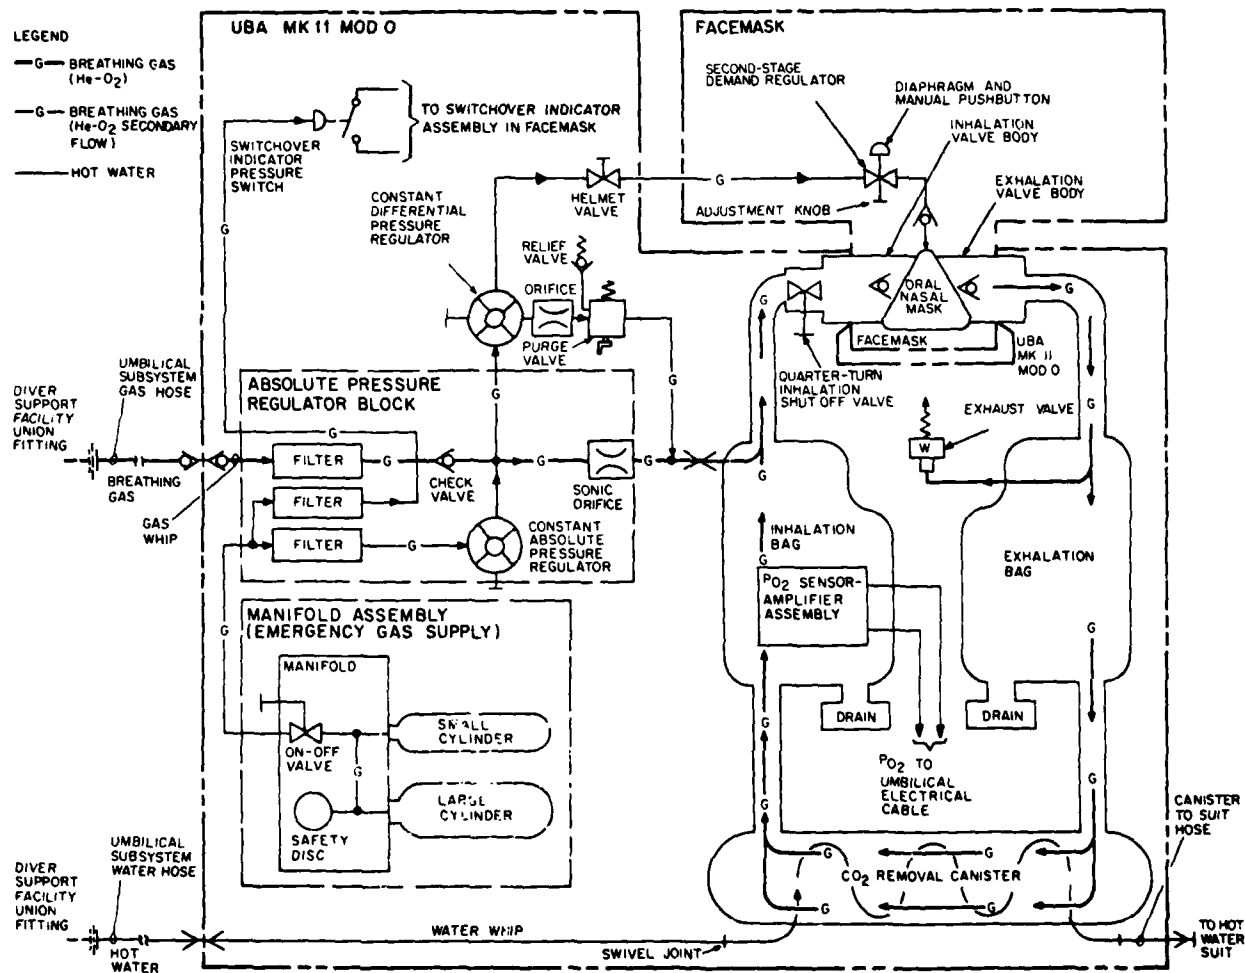 UBA MK 11 MOD 0
FACEMASK
LEGEND
G BREATHING GAS
(He-O2)
G BREATHING GAS
(He-O2 SECONDARY
FLOW)
HOT WATER
SWITCHOVER
INDICATOR
PRESSURE
SWITCH
TO SWITCHOVER INDICATOR
ASSEMBLY IN FACEMASK
SECOND-STAGE
DEMAND REGULATOR
DIAPHRAGM AND
MANUAL PUSHBUTTON
INHALATION
VALVE BODY
EXHALATION
VALVE BODY
CONSTANT
DIFFERENTIAL
PRESSURE
REGULATOR
HELMET
VALVE
G
ADJUSTMENT KNOB
G
RELIEF
VALVE
ORIFICE
PURGE
VALVE
G
ORAL
NASAL
MASK
G
FACEMASK
UBA
MK 11
MOD 0
QUARTER-TURN
INHALATION
SHUT OFF VALVE
EXHAUST VALVE
W
G
G
G
ABSOLUTE PRESSURE
REGULATOR BLOCK
UMBILICAL
SUBSYSTEM
GAS HOSE
DIVER
SUPPORT
FACILITY
UNION
FITTING
BREATHING
GAS
GAS
WHIP
G
FILTER
G
CHECK
VALVE
G
SONIC
ORIFICE
G
G
FILTER
FILTER
G
CONSTANT
ABSOLUTE
PRESSURE
REGULATOR
INHALATION
BAG
G
EXHALATION
BAG
PO2 SENSOR-
AMPLIFIER
ASSEMBLY
G
MANIFOLD ASSEMBLY
(EMERGENCY GAS SUPPLY)
G
MANIFOLD
ON-OFF
VALVE
SMALL
CYLINDER
G
LARGE
CYLINDER
SAFETY
DISC
DRAIN
DRAIN
G
PO2 TO
UMBILICAL
ELECTRICAL
CABLE
G
G
CANISTER
TO SUIT
HOSE
G
G
CO2 REMOVAL CANISTER
G
G
UMBILICAL
SUBSYSTEM
WATER HOSE
DIVER
SUPPORT
FACILITY
UNION
FITTING
HOT
WATER
WATER WHIP
SWIVEL JOINT
TO HOT
WATER
SUIT